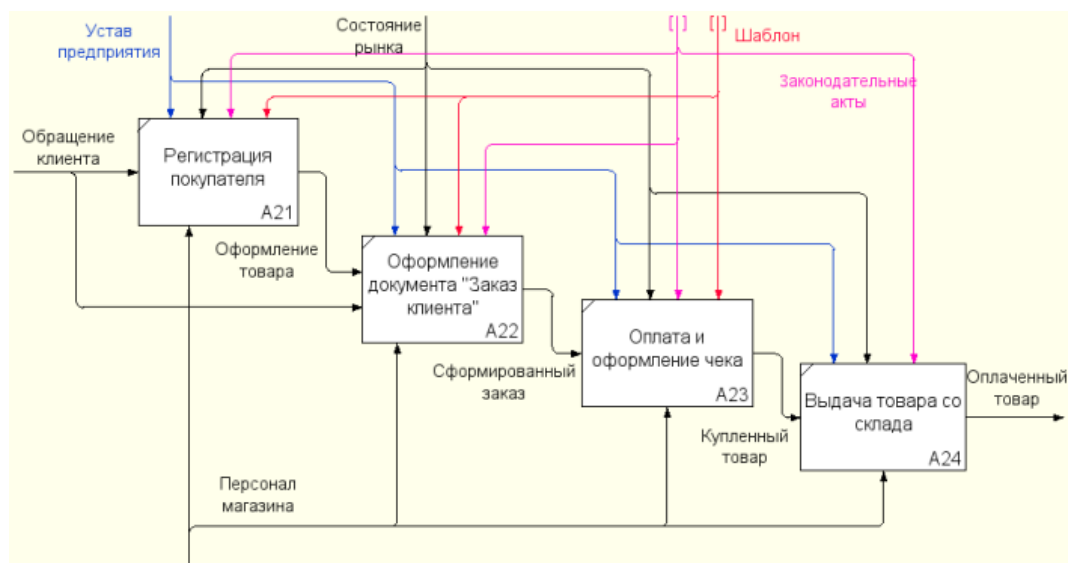 Устав
предприятия
Состояние
рынка
[ ]
[ ]
Шаблон
Законодательные
акты
Обращение
клиента
Регистрация
покупателя
A21
Оформление
товара
Оформление
документа "Заказ
клиента"
A22
Сформированный
заказ
Оплата и
оформление чека
A23
Купленный
товар
Выдача товара со
склада
A24
Оплаченный
товар
Персонал
магазина